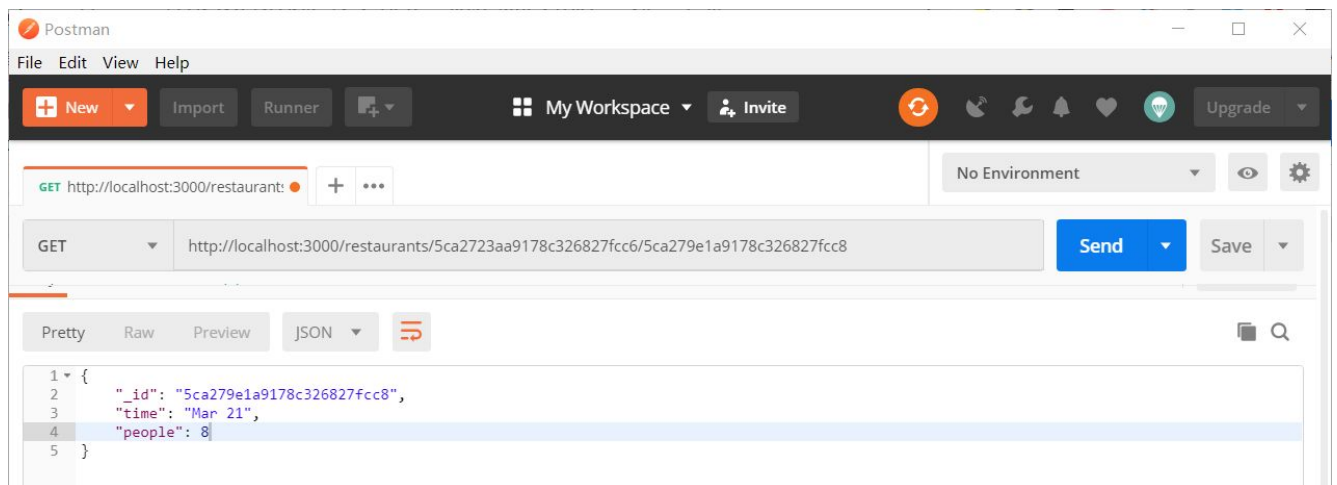 Postman
File Edit View Help
New Import Runner My Workspace Invite Upgrade
GET http://localhost:3000/restaurant No Environment
GET http://localhost:3000/restaurants/5ca2723aa9178c326827fcc6/5ca279e1a9178c326827fcc8 Send Save
Pretty Raw Preview JSON
1 {
2 "_id": "5ca279e1a9178c326827fcc8",
3 "time": "Mar 21",
4 "people": 8
5 }